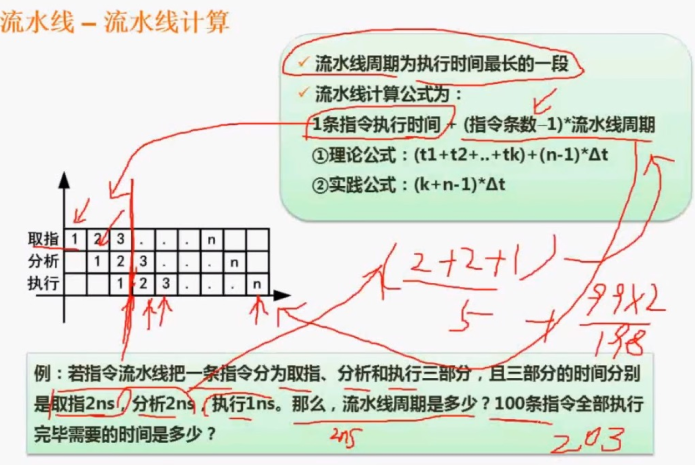 流水线 – 流水线计算
✓ 流水线周期为执行时间最长的一段
✓ 流水线计算公式为：
1条指令执行时间 + (指令条数–1)*流水线周期
①理论公式：(t1+t2+..+tk)+(n-1)*Δt
②实践公式：(k+n-1)*Δt
取指 1 2 3 . . . n
分析 1 2 3 . . . n
执行 1 2 3 . . . n
(2+2+1)
5 + 99×2
198
例：若指令流水线把一条指令分为取指、分析和执行三部分，且三部分的时间分别
是取指2ns，分析2ns，执行1ns。那么，流水线周期是多少？100条指令全部执行
完毕需要的时间是多少？
2ns
203